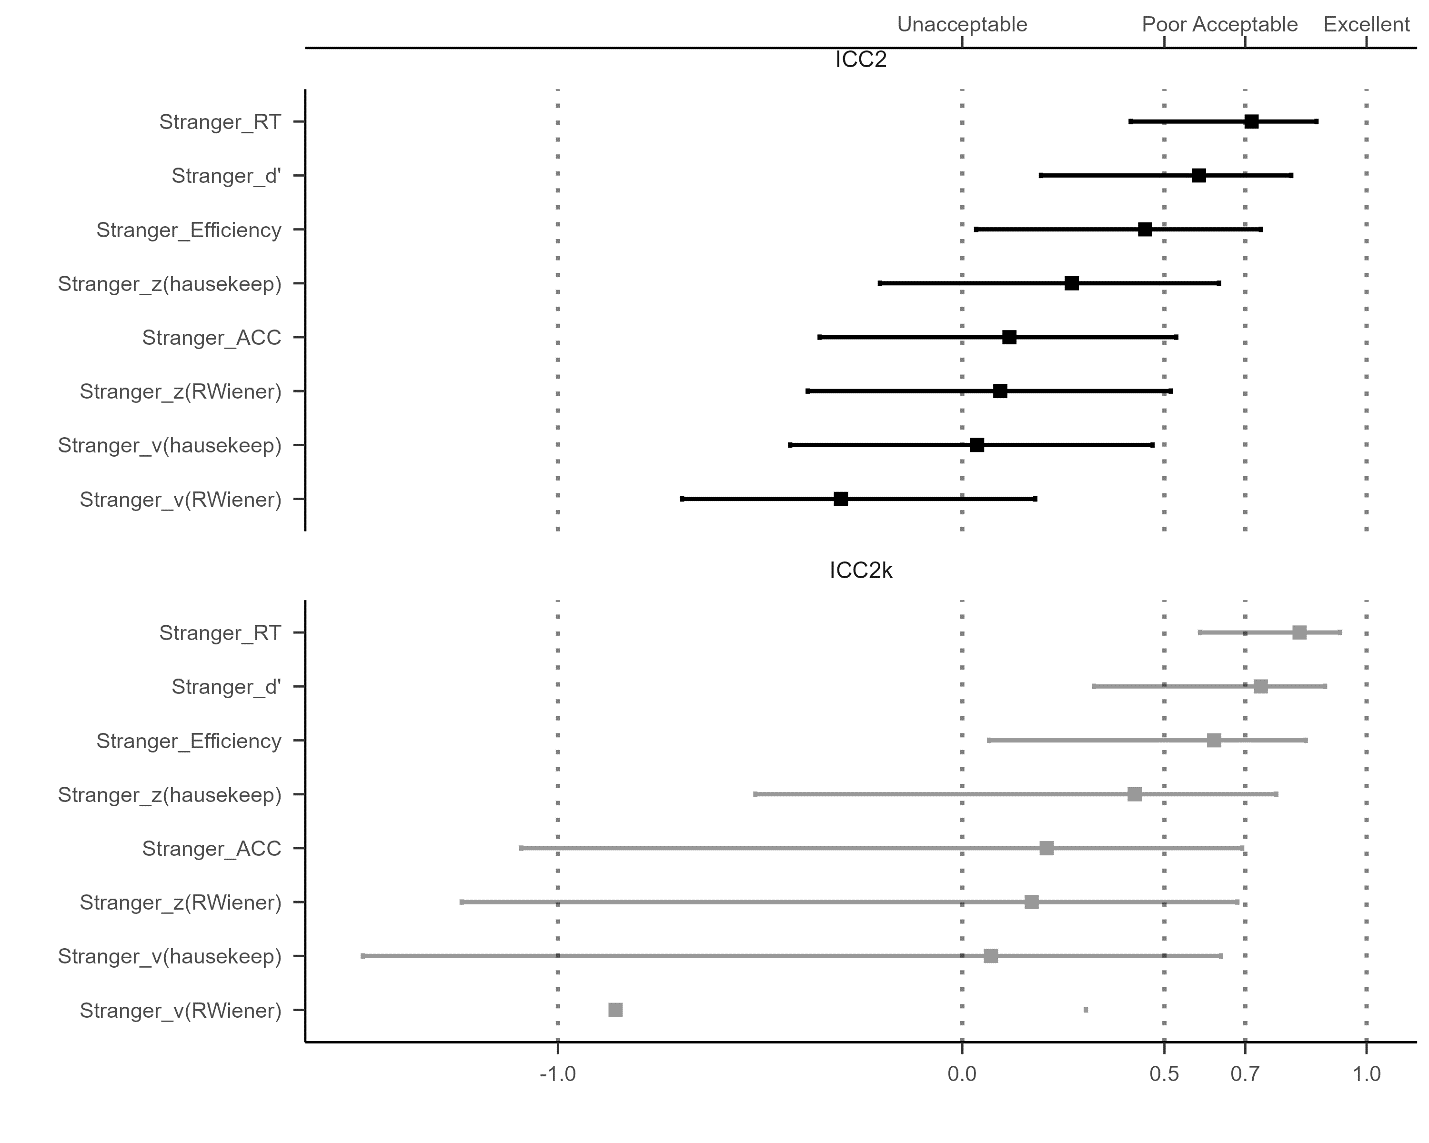 Unacceptable Poor Acceptable Excellent
ICC2
Stranger_RT
Stranger_d'
Stranger_Efficiency
Stranger_z(hausekeep)
Stranger_ACC
Stranger_z(RWiener)
Stranger_v(hausekeep)
Stranger_v(RWiener)
ICC2k
Stranger_RT
Stranger_d'
Stranger_Efficiency
Stranger_z(hausekeep)
Stranger_ACC
Stranger_z(RWiener)
Stranger_v(hausekeep)
Stranger_v(RWiener)
-1.0 0.0 0.5 0.7 1.0